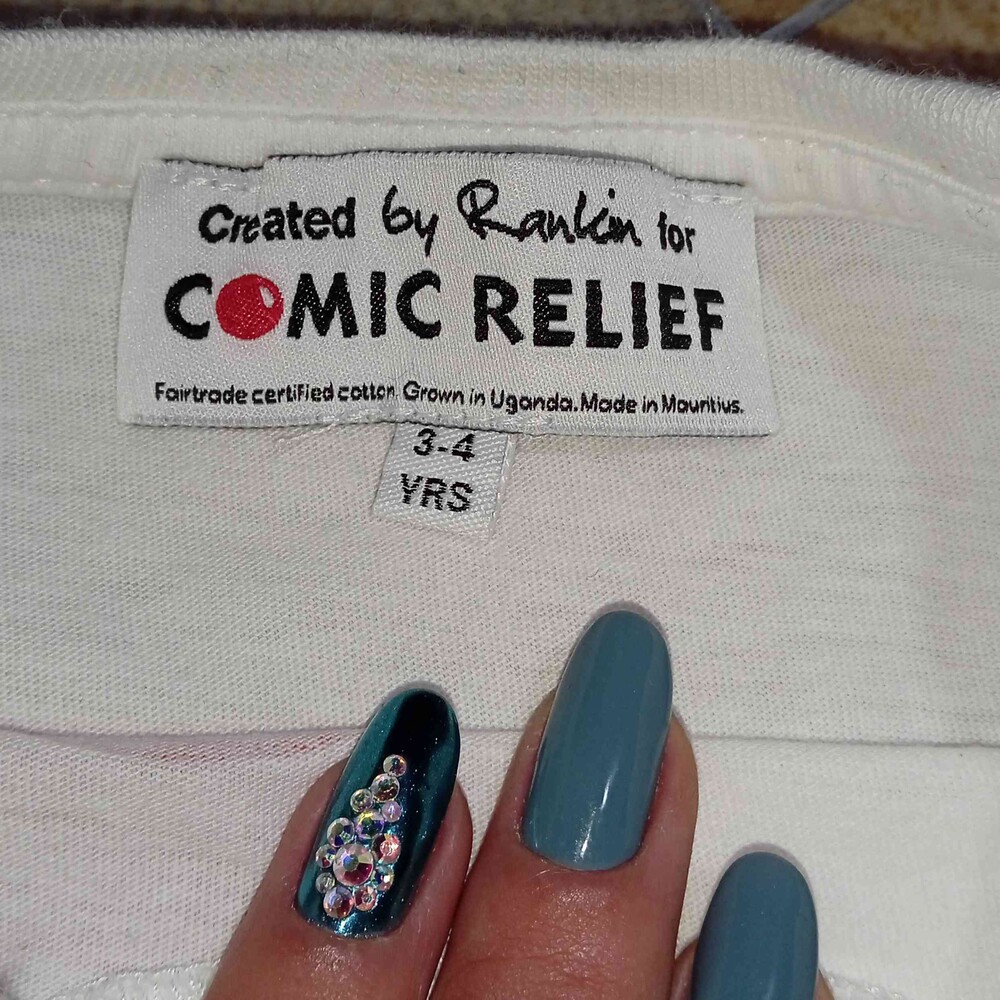 Created by Rankin for
COMIC RELIEF
Fairtrade certified cotton. Grown in Uganda. Made in Mauritius.
3-4
YRS